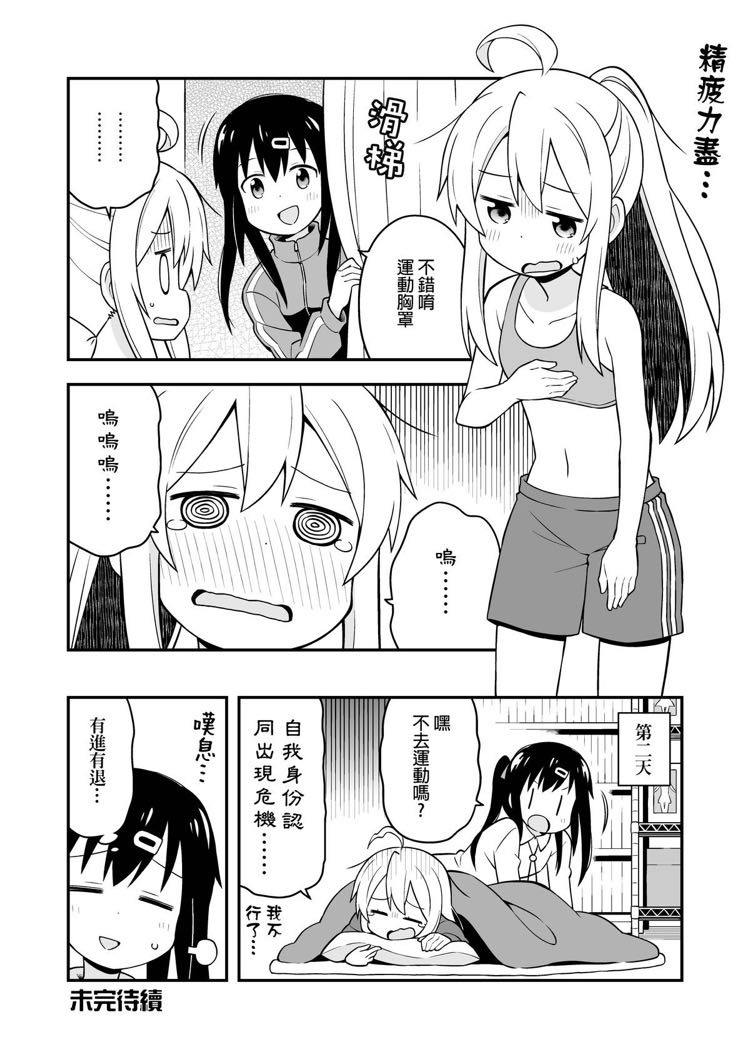 精疲力盡…
滑梯
不錯唷
運動胸罩
………
嗚……
嗚嗚嗚……
第二天
嘿
不去運動嗎?
自我身份認
同出現危機……
我不
行了…
嘆息…
有進有退…
未完待續